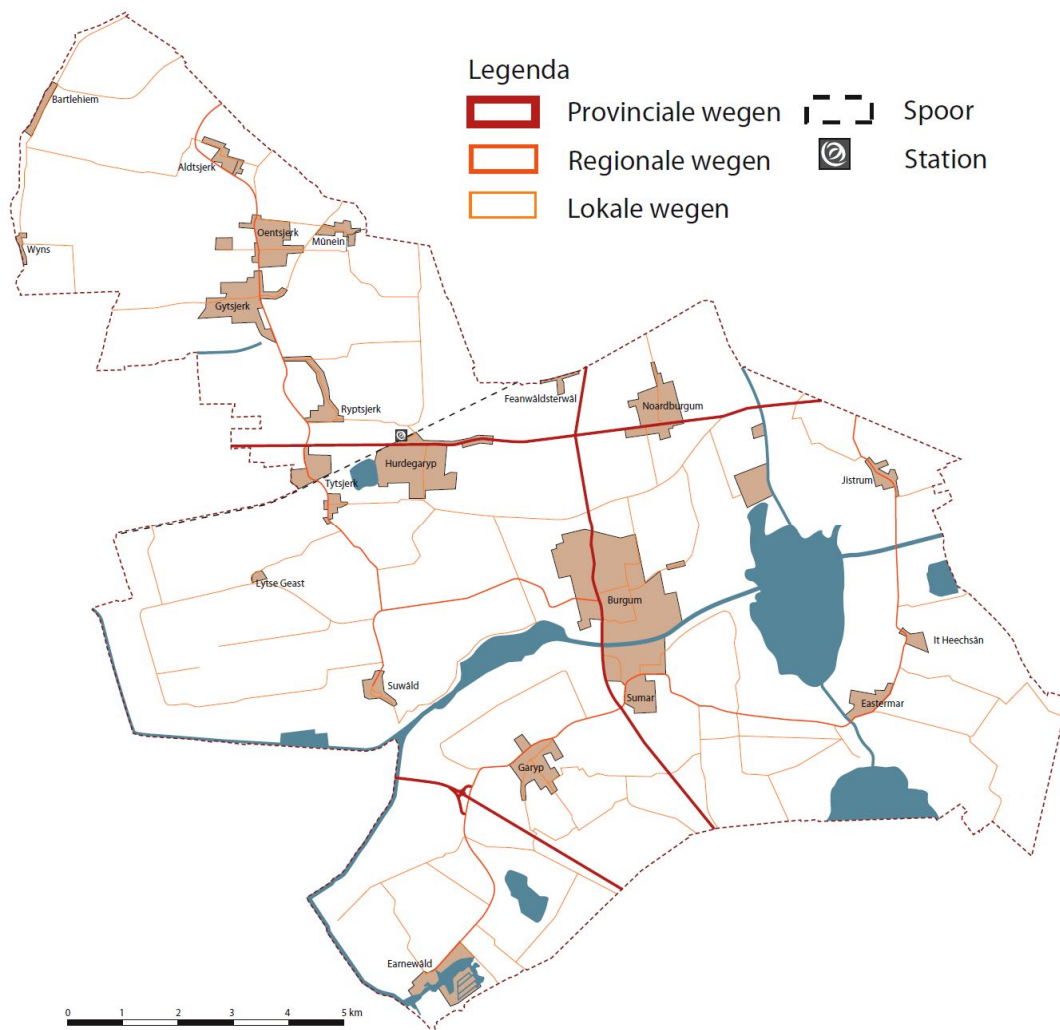 Legenda
Provinciale wegen
Spoor
Regionale wegen
Station
Lokale wegen
Bartlehiem
Aldtsjerk
Oentsjerk
Mûnein
Wyns
Gytsjerk
Feanwâldsterwâl
Noardburgum
Ryptsjerk
Hurdegaryp
Tytsjerk
Jistrum
Lytse Geast
Burgum
It Heechsân
Suwâld
Sumar
Eastermar
Garyp
Earnewâld
0 1 2 3 4 5 km